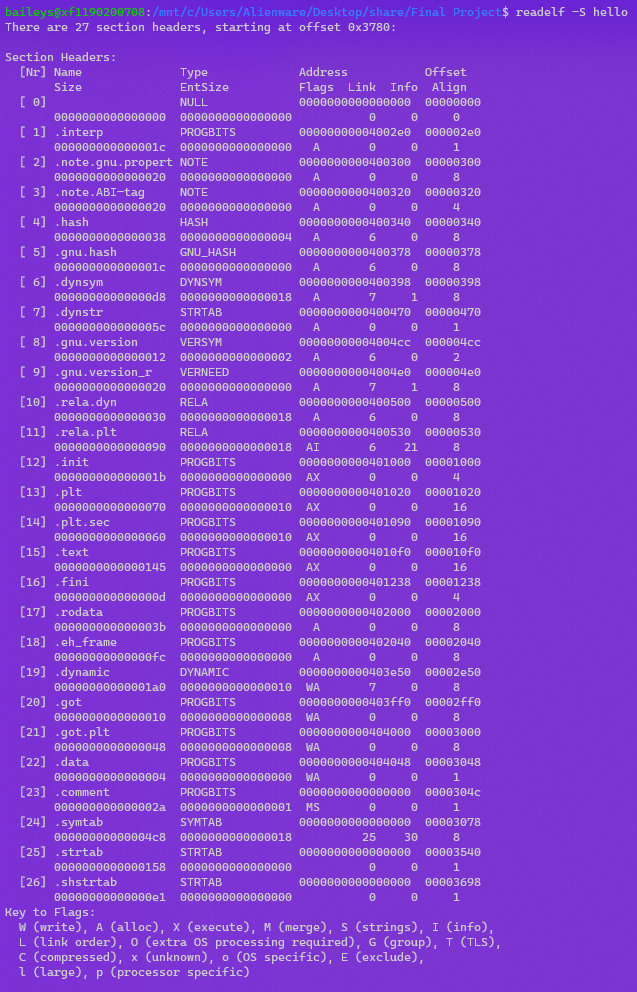 baileys@xf1190200708:/mnt/c/Users/Alienware/Desktop/share/Final Project$ readelf -S hello
There are 27 section headers, starting at offset 0x3780:

Section Headers:
  [Nr] Name              Type             Address           Offset
       Size              EntSize          Flags  Link  Info  Align
  [ 0]                   NULL             0000000000000000  00000000
       0000000000000000  0000000000000000           0     0     0
  [ 1] .interp           PROGBITS         00000000004002e0  000002e0
       000000000000001c  0000000000000000   A       0     0     1
  [ 2] .note.gnu.propert NOTE             0000000000400300  00000300
       0000000000000020  0000000000000000   A       0     0     8
  [ 3] .note.ABI-tag     NOTE             0000000000400320  00000320
       0000000000000020  0000000000000000   A       0     0     4
  [ 4] .hash             HASH             0000000000400340  00000340
       0000000000000038  0000000000000004   A       6     0     8
  [ 5] .gnu.hash         GNU_HASH         0000000000400378  00000378
       000000000000001c  0000000000000000   A       6     0     8
  [ 6] .dynsym           DYNSYM           0000000000400398  00000398
       00000000000000d8  0000000000000018   A       7     1     8
  [ 7] .dynstr           STRTAB           0000000000400470  00000470
       000000000000005c  0000000000000000   A       0     0     1
  [ 8] .gnu.version      VERSYM           00000000004004cc  000004cc
       0000000000000012  0000000000000002   A       6     0     2
  [ 9] .gnu.version_r    VERNEED          00000000004004e0  000004e0
       0000000000000020  0000000000000000   A       7     1     8
  [10] .rela.dyn         RELA             0000000000400500  00000500
       0000000000000030  0000000000000018   A       6     0     8
  [11] .rela.plt         RELA             0000000000400530  00000530
       0000000000000090  0000000000000018  AI       6    21     8
  [12] .init             PROGBITS         0000000000401000  00001000
       000000000000001b  0000000000000000  AX       0     0     4
  [13] .plt              PROGBITS         0000000000401020  00001020
       0000000000000070  0000000000000010  AX       0     0     16
  [14] .plt.sec          PROGBITS         0000000000401090  00001090
       0000000000000060  0000000000000010  AX       0     0     16
  [15] .text             PROGBITS         00000000004010f0  000010f0
       0000000000000145  0000000000000000  AX       0     0     16
  [16] .fini             PROGBITS         0000000000401238  00001238
       000000000000000d  0000000000000000  AX       0     0     4
  [17] .rodata           PROGBITS         0000000000402000  00002000
       000000000000003b  0000000000000000   A       0     0     8
  [18] .eh_frame         PROGBITS         0000000000402040  00002040
       00000000000000fc  0000000000000000   A       0     0     8
  [19] .dynamic          DYNAMIC          0000000000403e50  00002e50
       00000000000001a0  0000000000000010  WA       7     0     8
  [20] .got              PROGBITS         0000000000403ff0  00002ff0
       0000000000000010  0000000000000008  WA       0     0     8
  [21] .got.plt          PROGBITS         0000000000404000  00003000
       0000000000000048  0000000000000008  WA       0     0     8
  [22] .data             PROGBITS         0000000000404048  00003048
       0000000000000004  0000000000000000  WA       0     0     1
  [23] .comment          PROGBITS         0000000000000000  0000304c
       000000000000002a  0000000000000001  MS       0     0     1
  [24] .symtab           SYMTAB           0000000000000000  00003078
       00000000000004c8  0000000000000018          25    30     8
  [25] .strtab           STRTAB           0000000000000000  00003540
       0000000000000158  0000000000000000           0     0     1
  [26] .shstrtab         STRTAB           0000000000000000  00003698
       00000000000000e1  0000000000000000           0     0     1
Key to Flags:
  W (write), A (alloc), X (execute), M (merge), S (strings), I (info),
  L (link order), O (extra OS processing required), G (group), T (TLS),
  C (compressed), x (unknown), o (OS specific), E (exclude),
  l (large), p (processor specific)